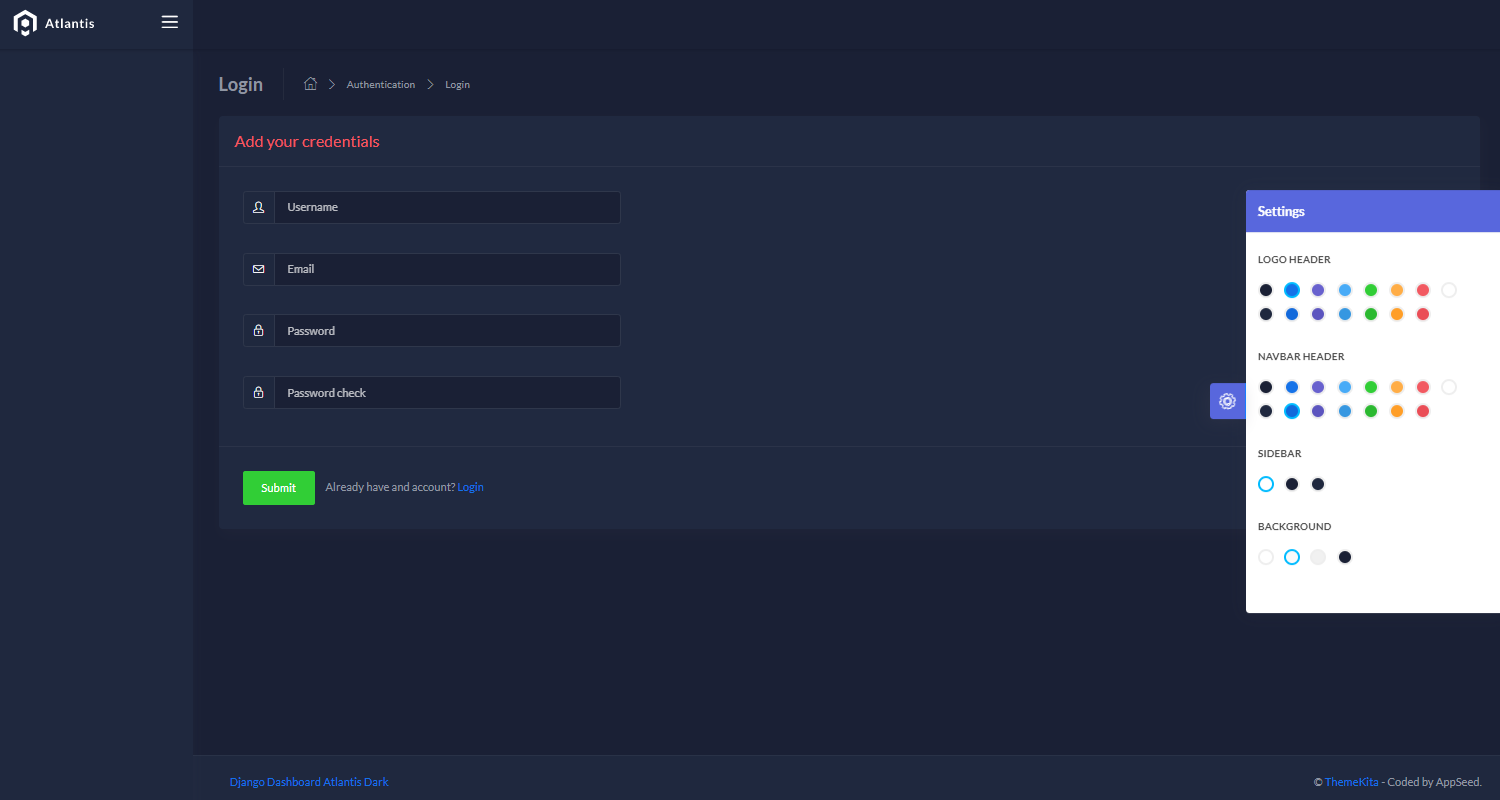 Atlantis
Login
Authentication
Login
Add your credentials
Username
Email
Password
Password check
Submit
Already have and account? Login
Settings
LOGO HEADER
NAVBAR HEADER
SIDEBAR
BACKGROUND
Django Dashboard Atlantis Dark
© ThemeKita - Coded by AppSeed.